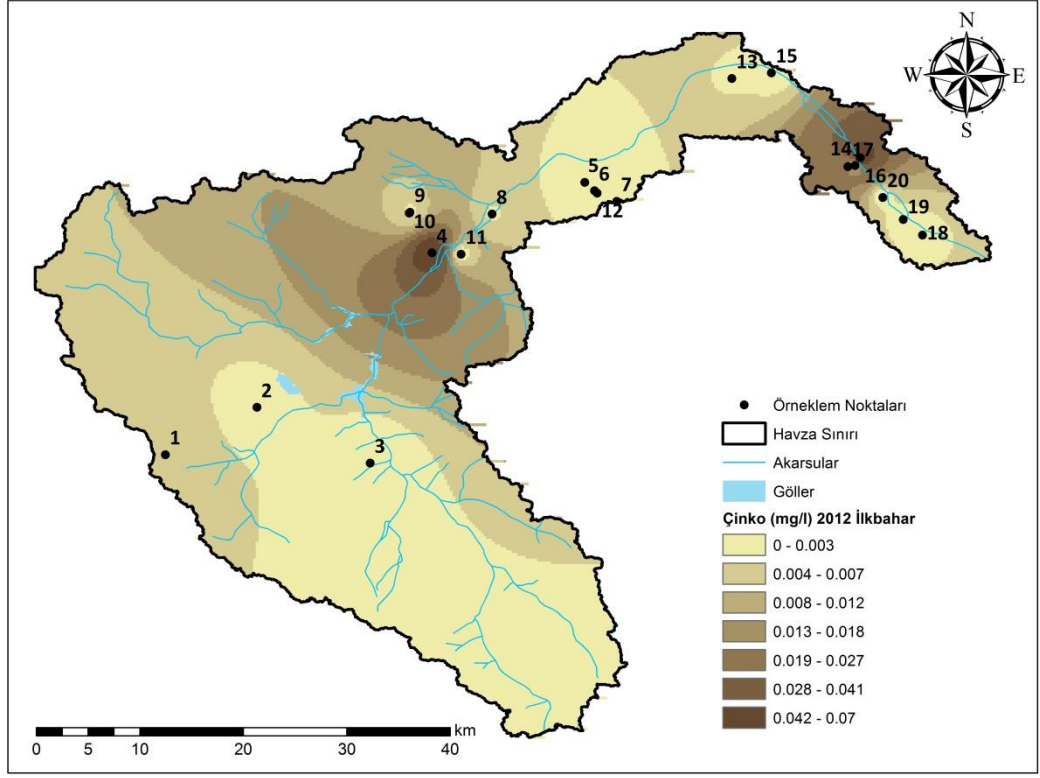 N
W E
S
13
15
14 17
16 20
19
18
5 6 7
12
9
10
8
4
11
2
1
3
Örneklem Noktaları
Havza Sınırı
Akarsular
Göller
Çinko (mg/l) 2012 İlkbahar
0 - 0.003
0.004 - 0.007
0.008 - 0.012
0.013 - 0.018
0.019 - 0.027
0.028 - 0.041
0.042 - 0.07
km
0 5 10 20 30 40